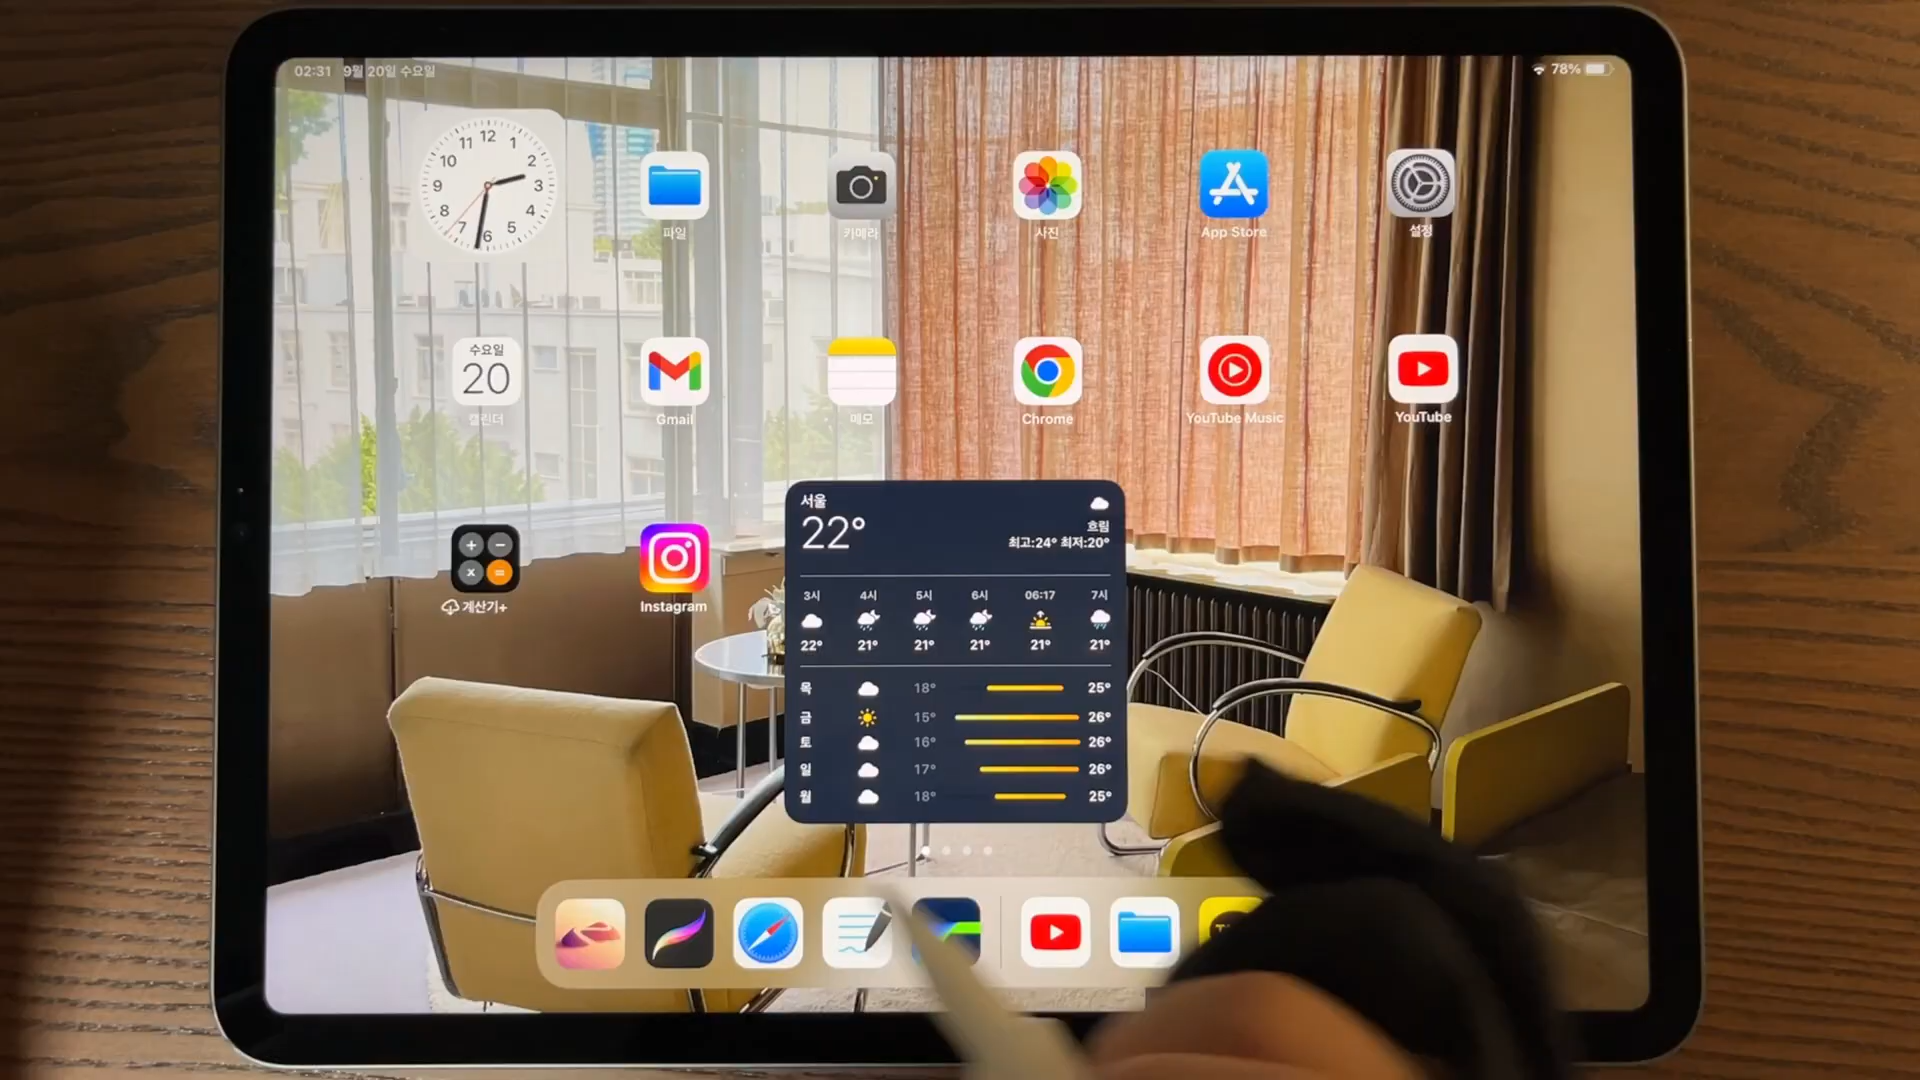 02:31 9월 20일 수요일
78%
12
11 1
10 2
9 3
8 4
7 5
6
파일
카메라
사진
App Store
설정
수요일
20
캘린더
Gmail
메모
Chrome
YouTube Music
YouTube
계산기+
Instagram
서울
22°
흐림
최고:24° 최저:20°
3시 4시 5시 6시 06:17 7시
22° 21° 21° 21° 21° 21°
목 18° 25°
금 15° 26°
토 16° 26°
일 17° 26°
월 18° 25°